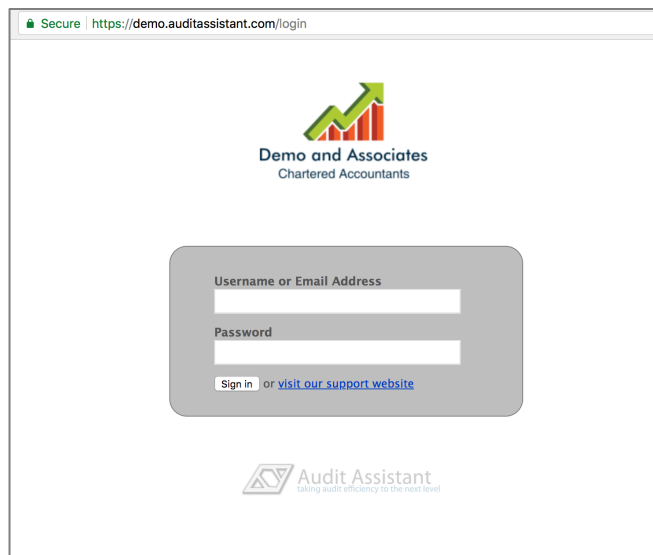 Secure https://demo.auditassistant.com/login
Demo and Associates
Chartered Accountants
Username or Email Address
Password
Sign in or visit our support website
Audit Assistant
taking audit efficiency to the next level